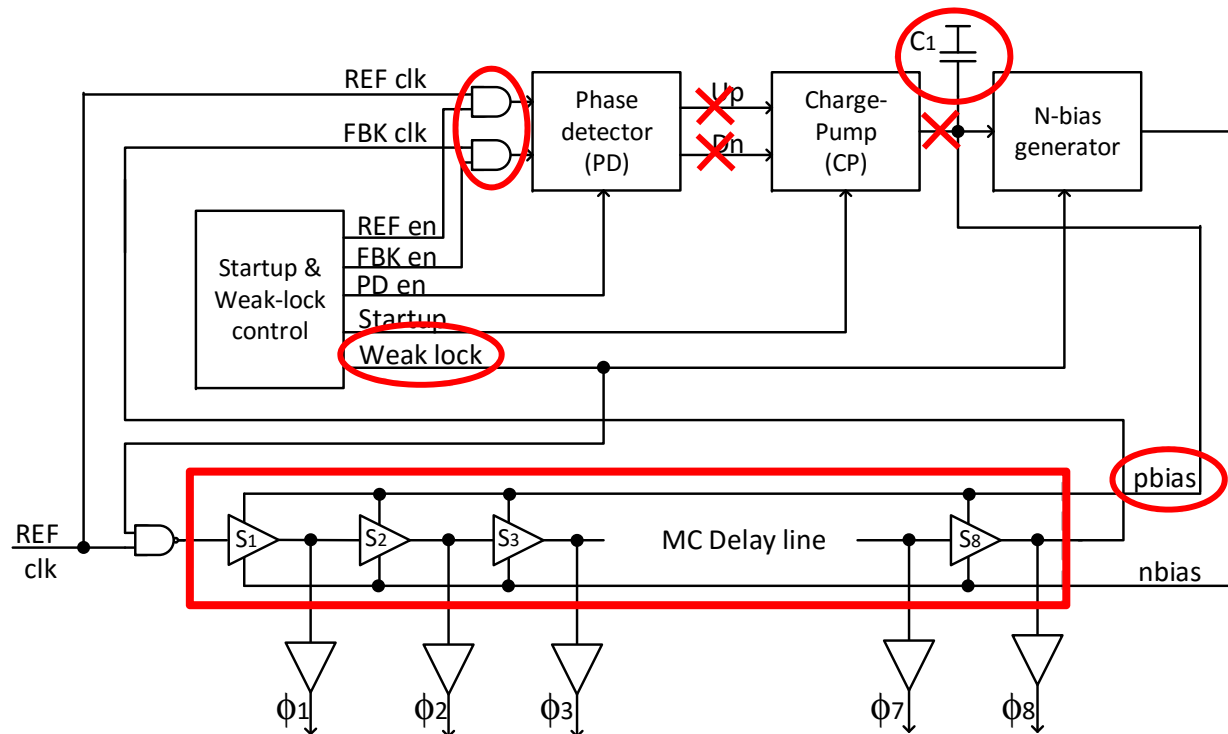 C1
REF clk
FBK clk
Phase
detector
(PD)
Up
Dn
Charge-
Pump
(CP)
N-bias
generator
REF en
FBK en
PD en
Startup
Weak lock
Startup &
Weak-lock
control
pbias
REF
clk
S1
S2
S3
MC Delay line
S8
nbias
ϕ1
ϕ2
ϕ3
ϕ7
ϕ8